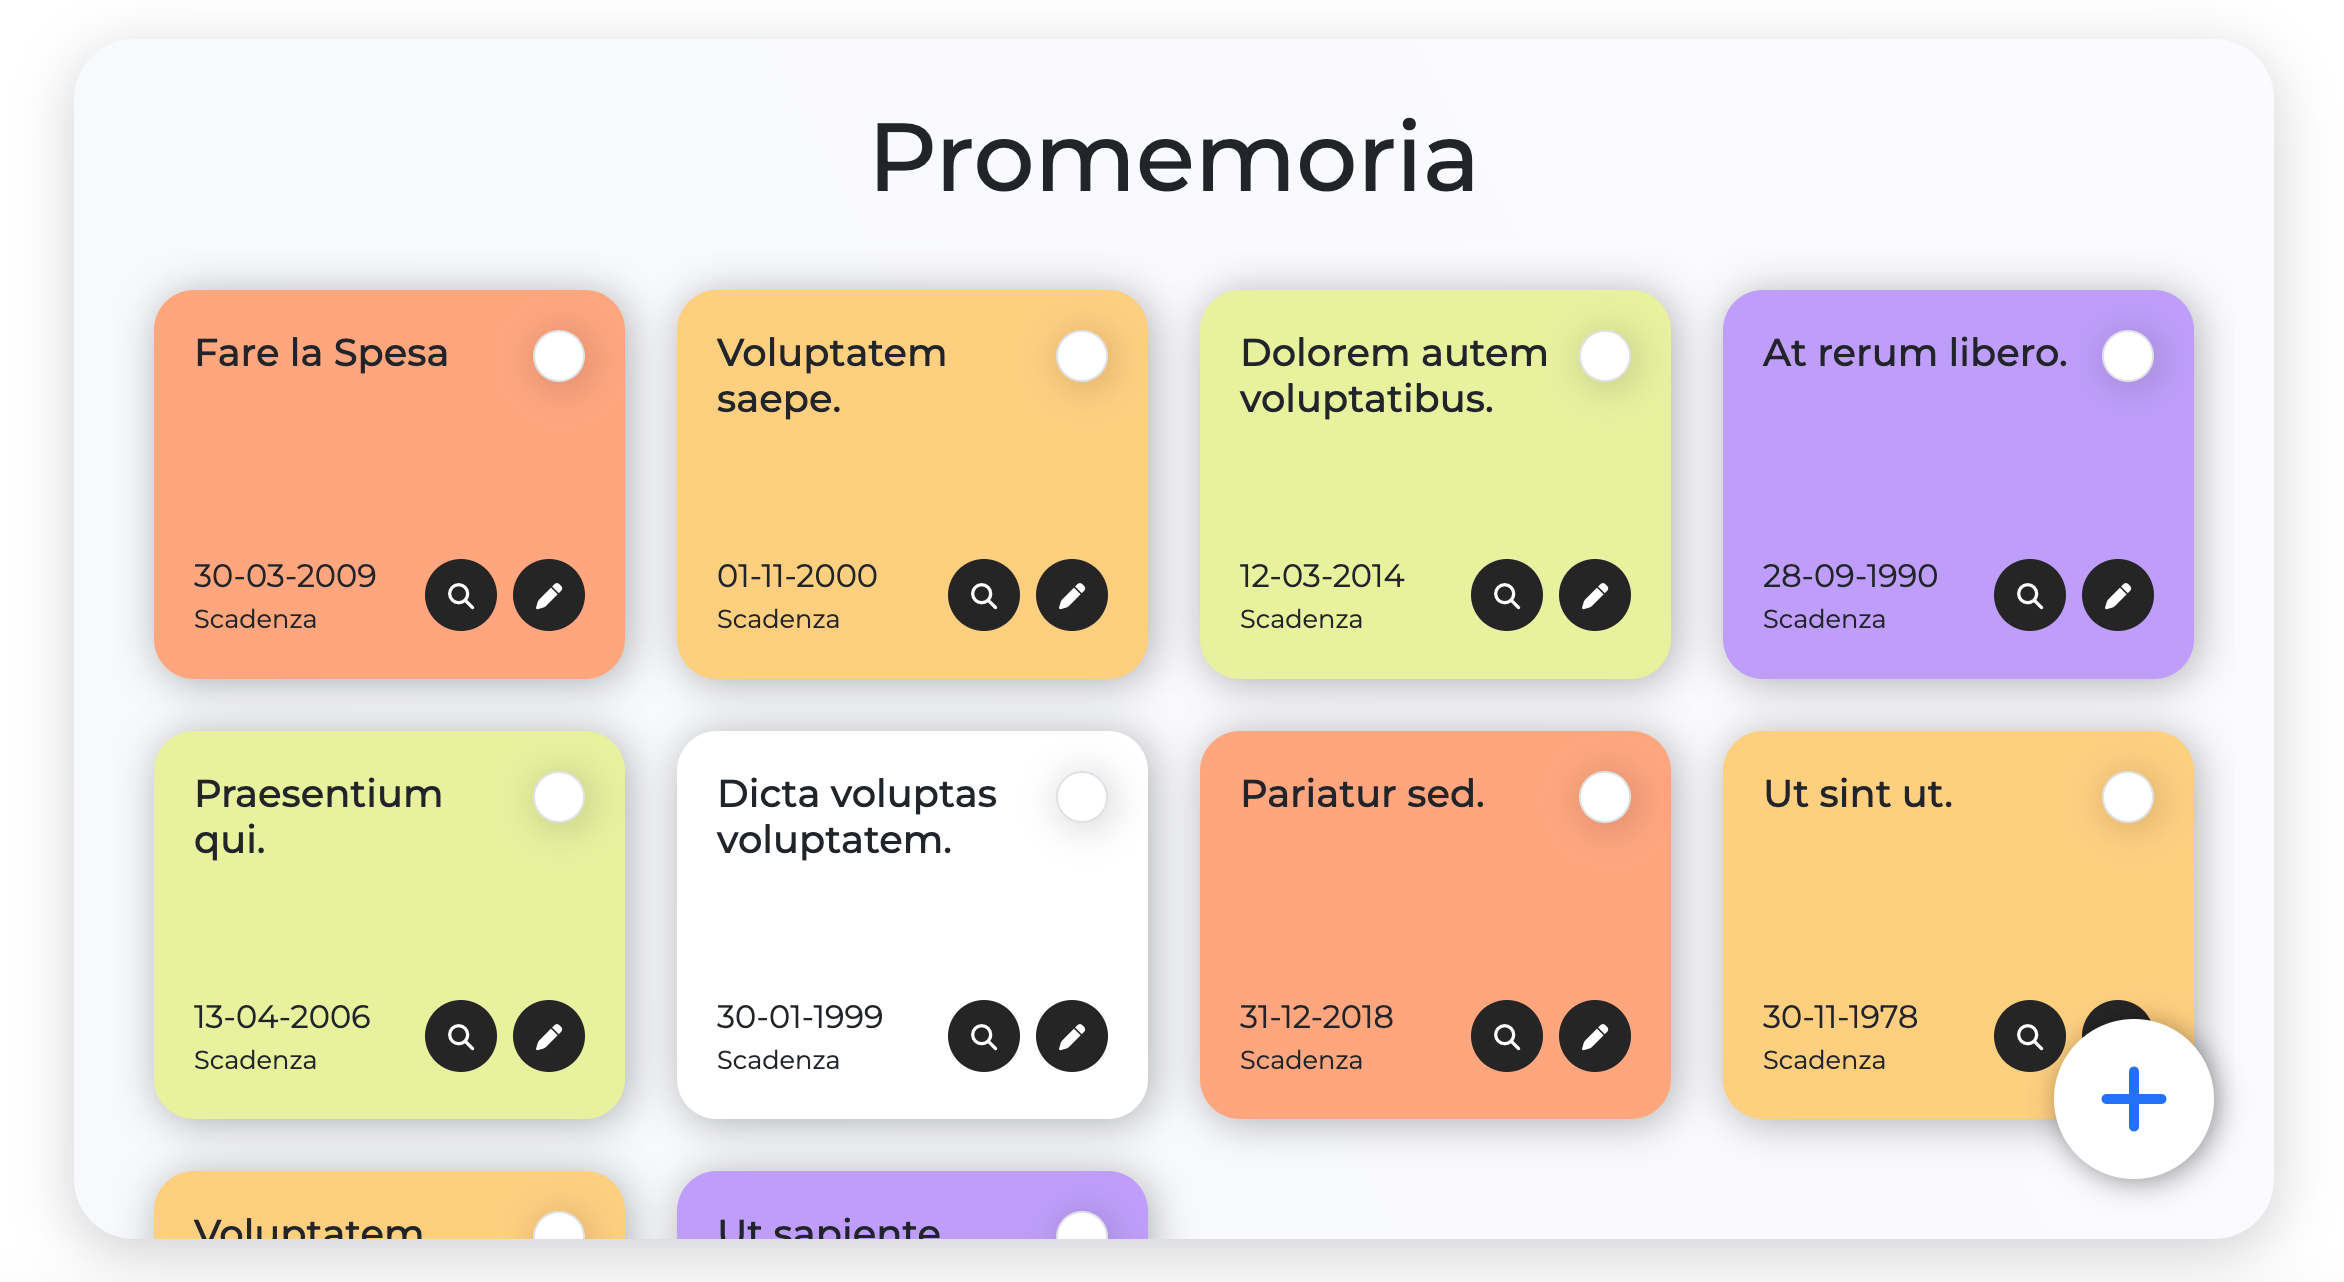 Promemoria
Fare la Spesa
30-03-2009
Scadenza
Voluptatem
saepe.
01-11-2000
Scadenza
Dolorem autem
voluptatibus.
12-03-2014
Scadenza
At rerum libero.
28-09-1990
Scadenza
Praesentium
qui.
13-04-2006
Scadenza
Dicta voluptas
voluptatem.
30-01-1999
Scadenza
Pariatur sed.
31-12-2018
Scadenza
Ut sint ut.
30-11-1978
Scadenza
Voluptatem
Ut sapiente